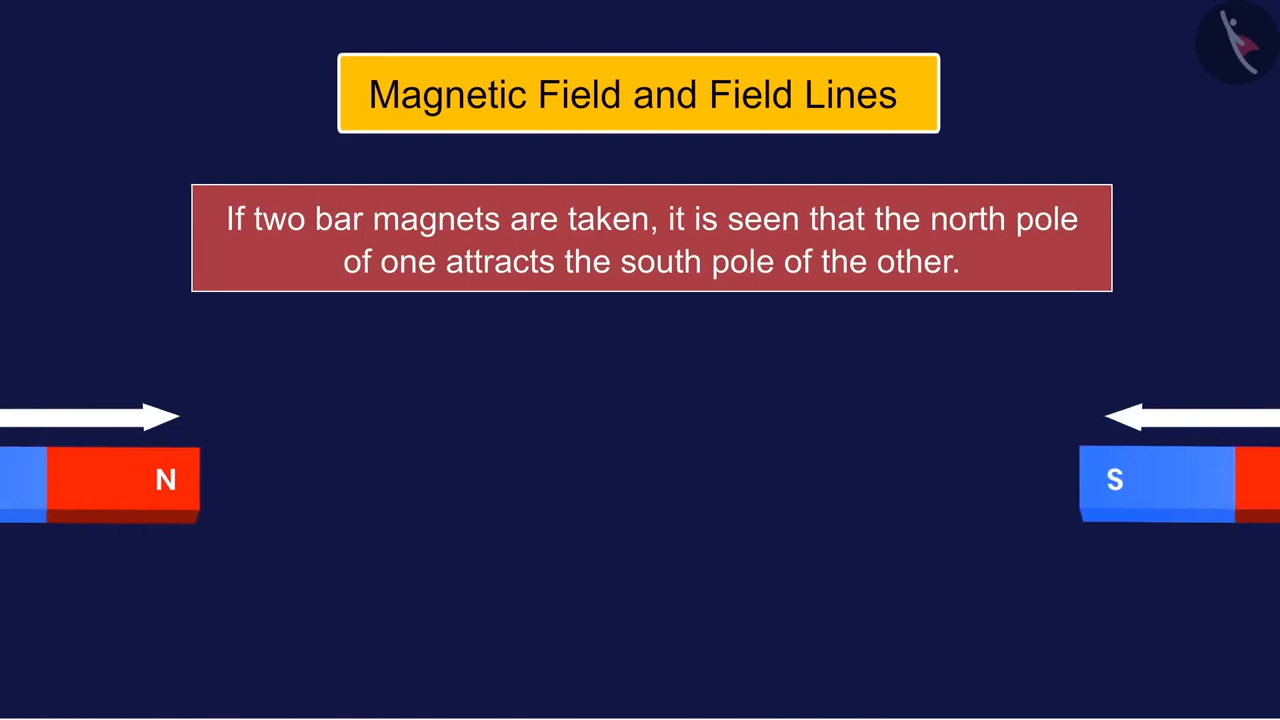 Magnetic Field and Field Lines
If two bar magnets are taken, it is seen that the north pole
of one attracts the south pole of the other.
N
S